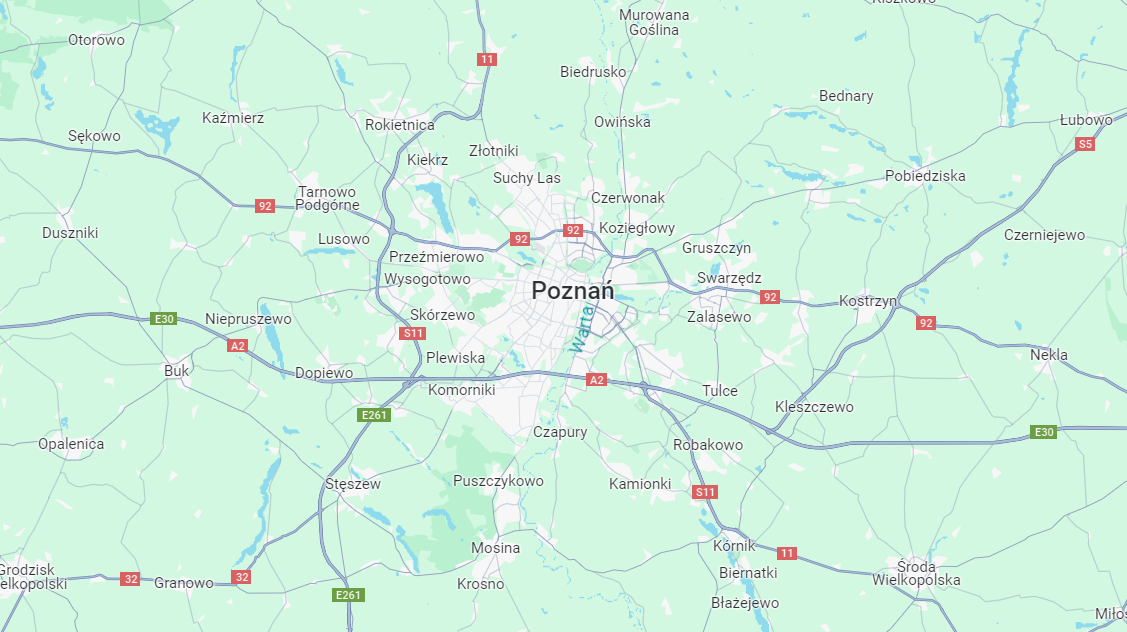 Kiszkowo
Murowana
Goślina
Otorowo
11
Biedrusko
Bednary
Kaźmierz
Owińska
Łubowo
Rokietnica
Sękowo
S5
Złotniki
Kiekrz
Suchy Las
Pobiedziska
Tarnowo
Podgórne
Czerwonak
92
Koziegłowy
92
92
Duszniki
Lusowo
Czerniejewo
Gruszczyn
Przeźmierowo
Wysogotowo
Swarzędz
Poznań
92
Kostrzyn
Skórzewo
Zalasewo
E30
Niepruszewo
92
Warta
S11
A2
Plewiska
Nekla
Buk
Dopiewo
A2
Komorniki
Tulce
Kleszczewo
E261
Czapury
E30
Opalenica
Robakowo
Puszczykowo
Stęszew
Kamionki
S11
Mosina
Kórnik
11
Grodzisk
elkopolski
32
Granowo
32
Krosno
Biernatki
Środa
Wielkopolska
E261
Błażejewo
Miłos